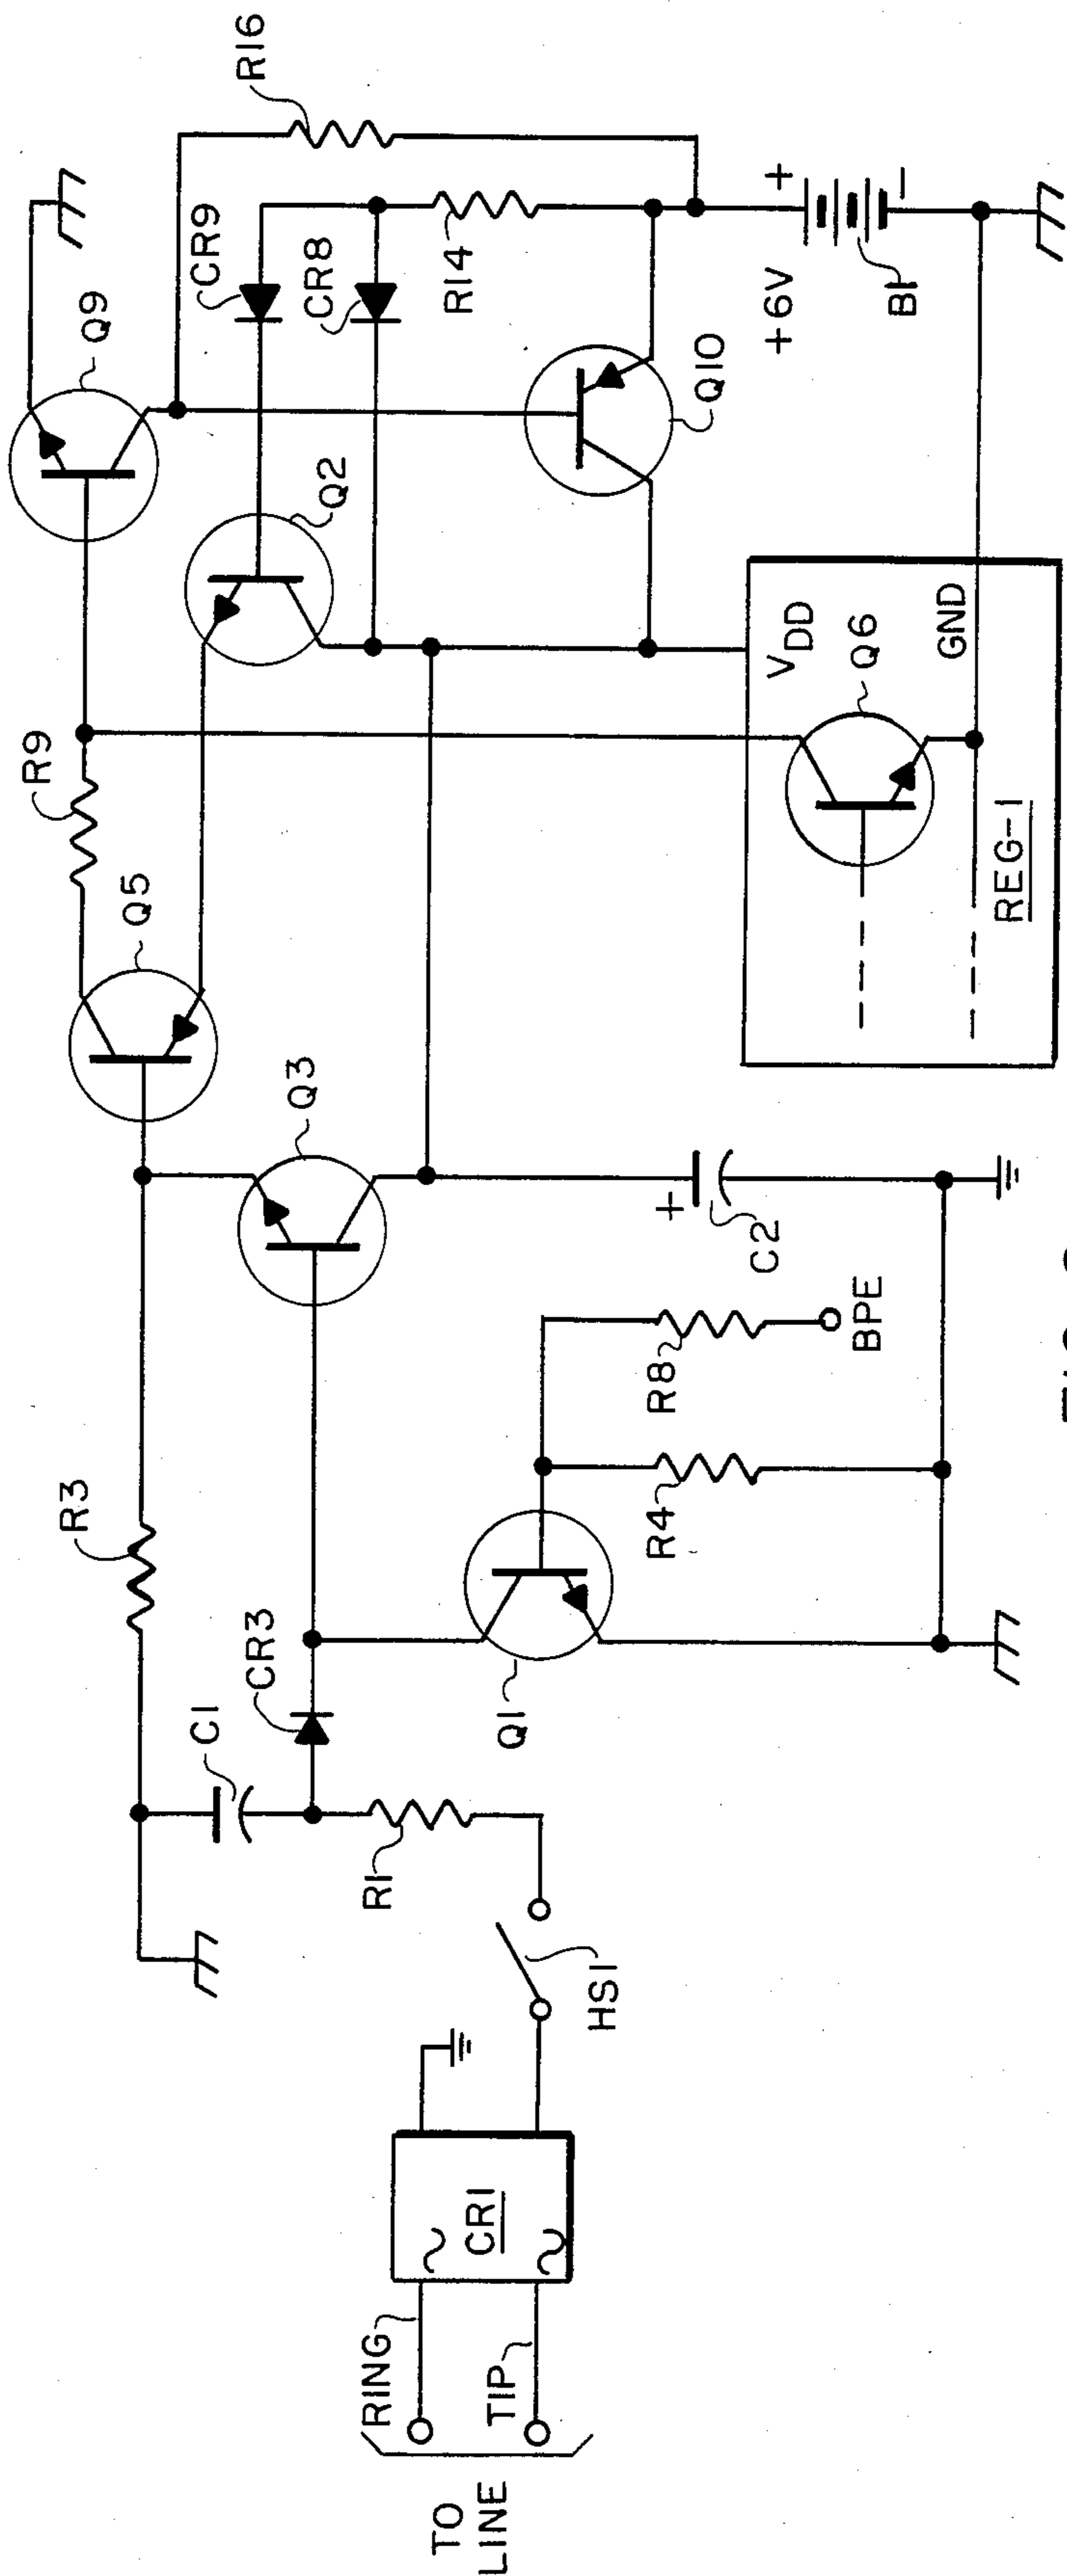 TO
LINE
RING
TIP
CR1
HS1
R1
C1
CR3
R3
Q1
R4
R8
BPE
C2
+
Q3
Q5
R9
Q2
Q9
CR9
CR8
R16
R14
Q10
+6V
+
−
B1
VDD
Q6
GND
REG-1